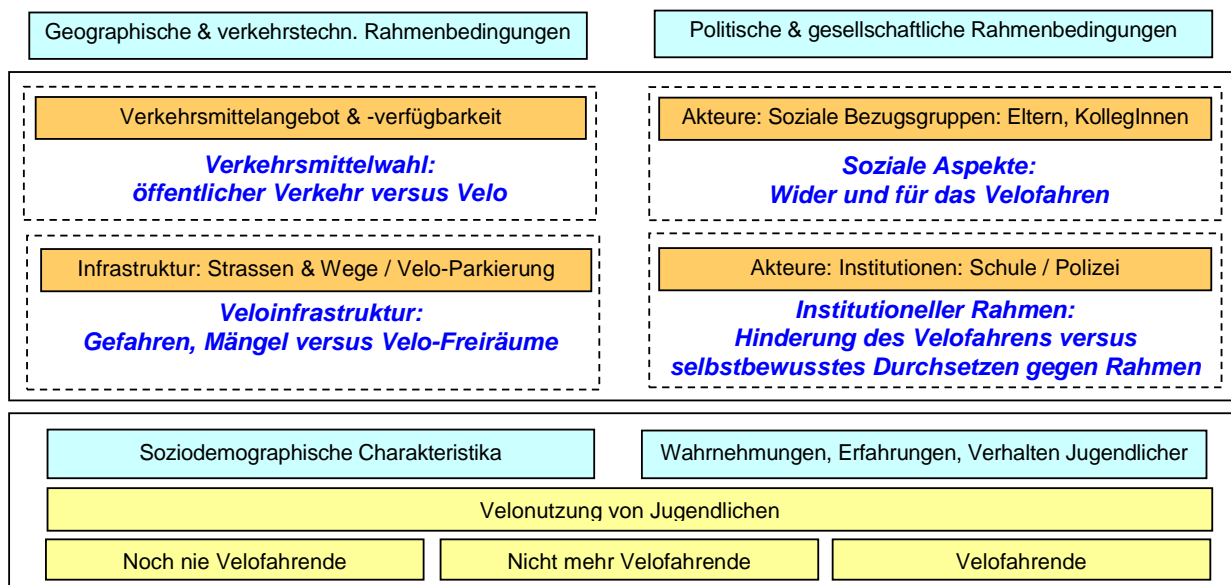 Geographische & verkehrstechn. Rahmenbedingungen
Politische & gesellschaftliche Rahmenbedingungen
Verkehrsmittelangebot & -verfügbarkeit
Verkehrsmittelwahl:
öffentlicher Verkehr versus Velo
Akteure: Soziale Bezugsgruppen: Eltern, KollegInnen
Soziale Aspekte:
Wider und für das Velofahren
Infrastruktur: Strassen & Wege / Velo-Parkierung
Veloinfrastruktur:
Gefahren, Mängel versus Velo-Freiräume
Akteure: Institutionen: Schule / Polizei
Institutioneller Rahmen:
Hinderung des Velofahrens versus
selbstbewusstes Durchsetzen gegen Rahmen
Soziodemographische Charakteristika
Wahrnehmungen, Erfahrungen, Verhalten Jugendlicher
Velonutzung von Jugendlichen
Noch nie Velofahrende
Nicht mehr Velofahrende
Velofahrende